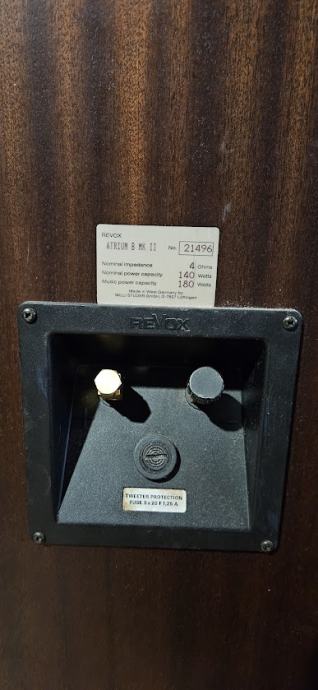 REVOX
ATRIUM B MK II No. 21496
Nominal impedance 4 Ohms
Nominal power capacity 140 Watts
Music power capacity 180 Watts
Made in West Germany by
WILLI STUDER GmbH, D-7827 Löffingen
REVOX
TWEETER PROTECTION
FUSE 5 x 20 F 1,25 A